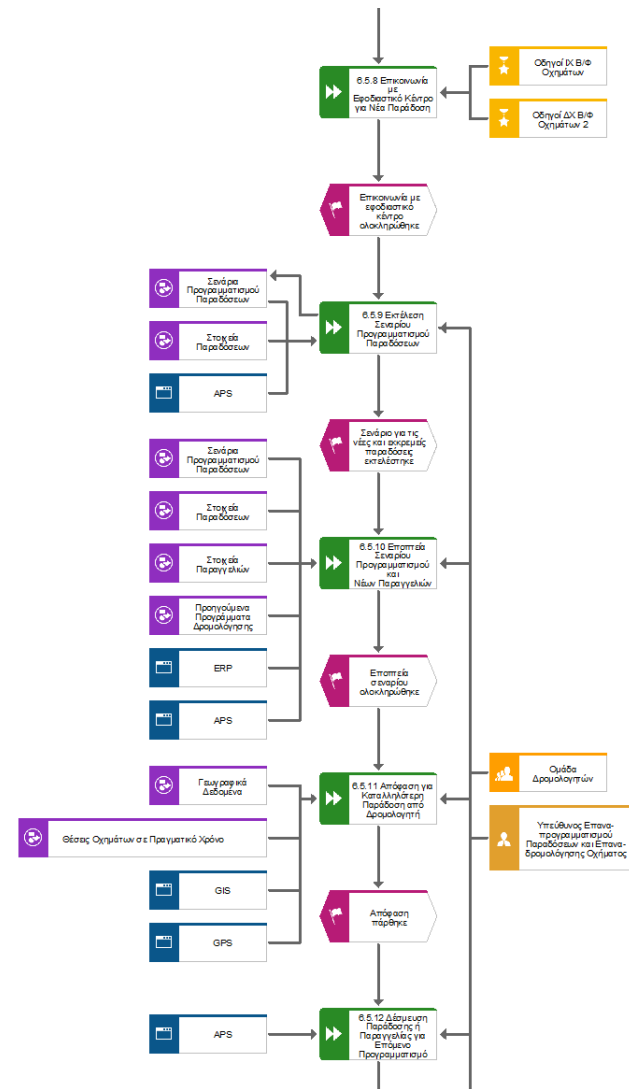 6.5.8 Επικοινωνία
με
Εφοδιαστικό Κέντρο
για Νέα Παράδοση
Οδηγοί ΙΧ Β/Φ
Οχημάτων
Οδηγοί ΔΧ Β/Φ
Οχημάτων 2
Επικοινωνία με
εφοδιαστικό
κέντρο
ολοκληρώθηκε
Σενάρια
Προγραμματισμού
Παραδόσεων
6.5.9 Εκτέλεση
Σεναρίου
Προγραμματισμού
Παραδόσεων
Στοιχεία
Παραδόσεων
APS
Σενάριο για τις
νέες και εκκρεμείς
παραδόσεις
εκτελέστηκε
Σενάρια
Προγραμματισμού
Παραδόσεων
Στοιχεία
Παραδόσεων
Στοιχεία
Παραγγελιών
6.5.10 Εποπτεία
Σεναρίου
Προγραμματισμού
και
Νέων Παραγγελιών
Προηγούμενα
Προγράμματα
Δρομολόγησης
ERP
Εποπτεία
σεναρίου
ολοκληρώθηκε
APS
Γεωγραφικά
Δεδομένα
6.5.11 Απόφαση για
Καταλληλότερη
Παράδοση από
Δρομολογητή
Ομάδα
Δρομολογητών
Θέσεις Οχημάτων σε Πραγματικό Χρόνο
Υπεύθυνος Επανα-
προγραμματισμού
Παραδόσεων και Επανα-
δρομολόγησης Οχήματος
GIS
GPS
Απόφαση
πάρθηκε
APS
6.5.12 Δέσμευση
Παράδοσης ή
Παραγγελίας για
Επόμενο
Προγραμματισμό